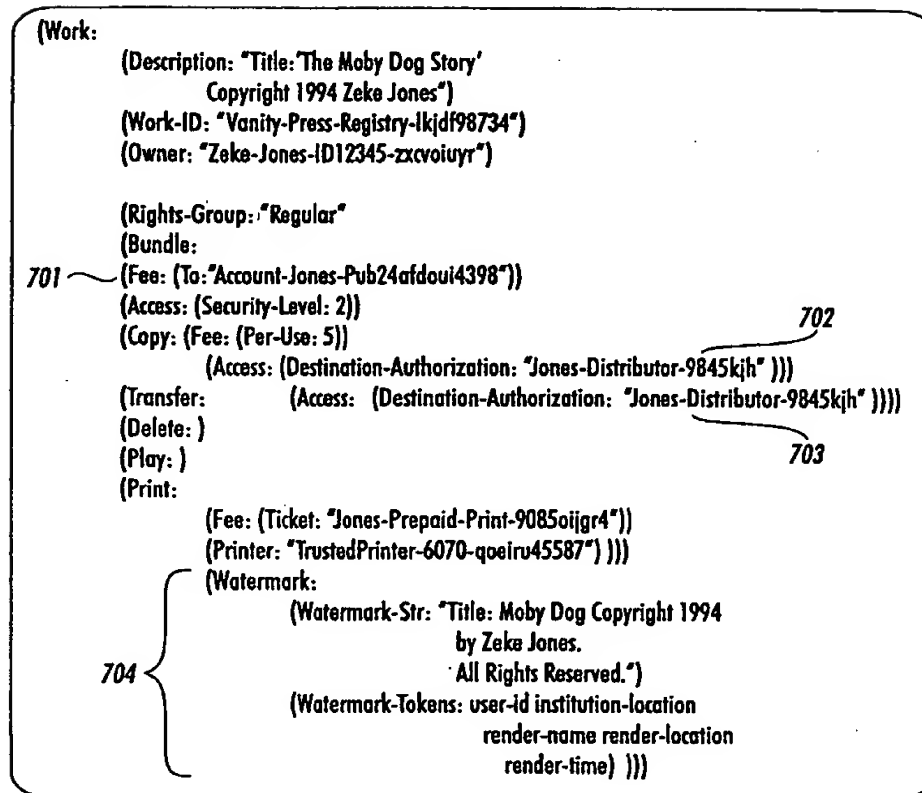 (Work:
(Description: "Title:'The Moby Dog Story'
Copyright 1994 Zeke Jones")
(Work-ID: "Vanity-Press-Registry-lkjdf98734")
(Owner: "Zeke-Jones-ID12345-zxcvoiuyr")
(Rights-Group: "Regular"
(Bundle:
701 (Fee: (To:"Account-Jones-Pub24afdoui4398"))
(Access: (Security-Level: 2))
(Copy: (Fee: (Per-Use: 5))
702
(Access: (Destination-Authorization: "Jones-Distributor-9845kjh" )))
(Transfer: (Access: (Destination-Authorization: "Jones-Distributor-9845kjh" ))))
703
(Delete: )
(Play: )
(Print:
(Fee: (Ticket: "Jones-Prepaid-Print-9085oijgr4"))
(Printer: "TrustedPrinter-6070-qoeiru45587") )))
(Watermark:
(Watermark-Str: "Title: Moby Dog Copyright 1994
by Zeke Jones.
704
All Rights Reserved.")
(Watermark-Tokens: user-id institution-location
render-name render-location
render-time) )))